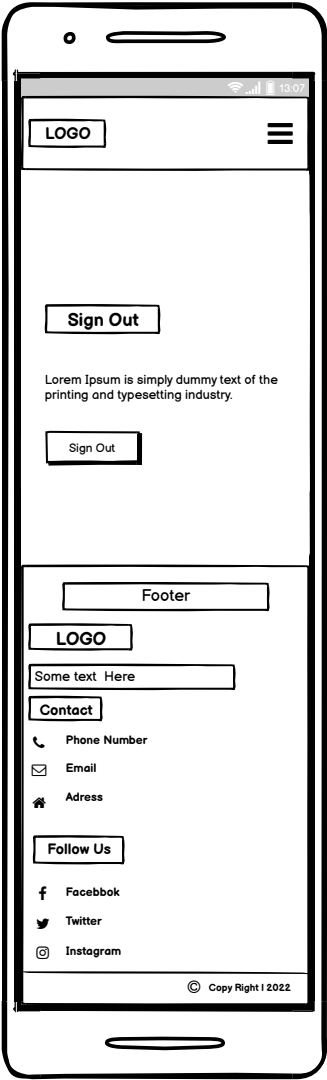 13:07
LOGO
Sign Out
Lorem Ipsum is simply dummy text of the
printing and typesetting industry.
Sign Out
Footer
LOGO
Some text Here
Contact
Phone Number
Email
Adress
Follow Us
Facebbok
Twitter
Instagram
© Copy Right | 2022